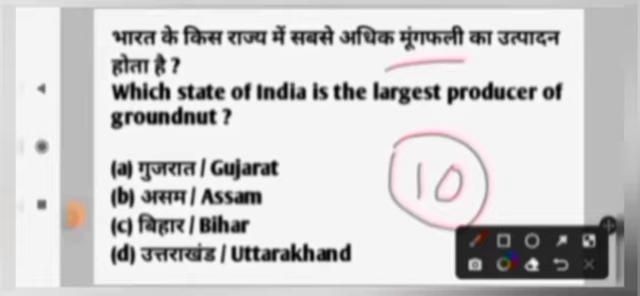 भारत के किस राज्य में सबसे अधिक मूंगफली का उत्पादन
होता है ?
Which state of India is the largest producer of
groundnut ?
(a) गुजरात / Gujarat
(b) असम / Assam
(c) बिहार / Bihar
(d) उत्तराखंड / Uttarakhand
10